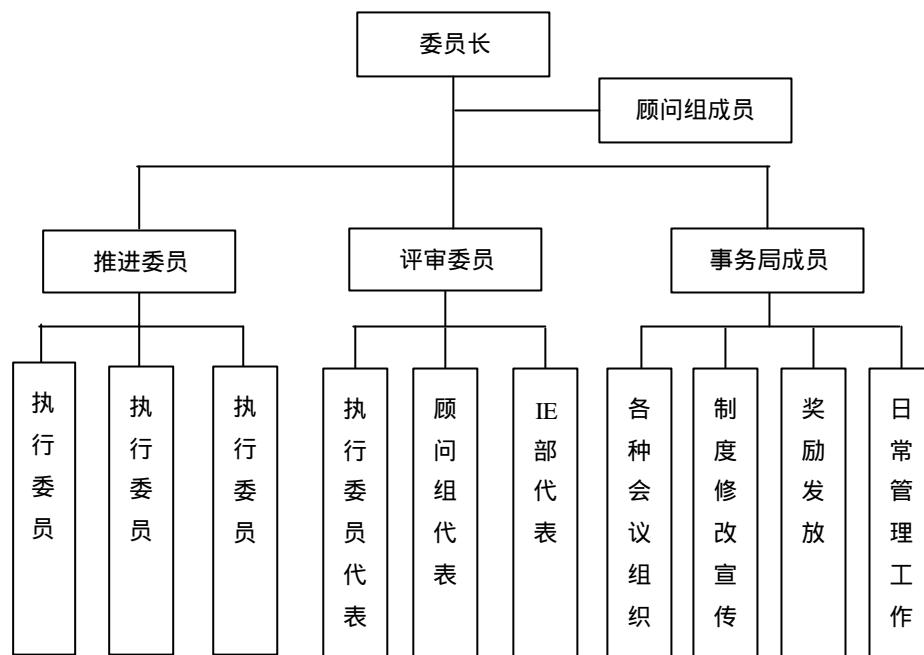 委员长
顾问组成员
推进委员
评审委员
事务局成员
执行委员
执行委员
执行委员
执行委员代表
顾问组代表
IE部代表
各种会议组织
制度修改宣传
奖励发放
日常管理工作